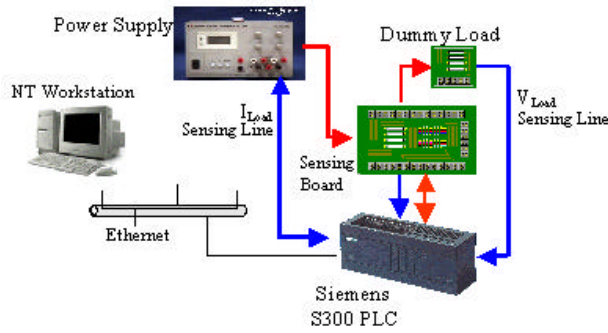 Power Supply
Dummy Load
NT Workstation
I Load
Sensing Line
V Load
Sensing Line
Sensing
Board
Ethernet
Siemens
S300 PLC